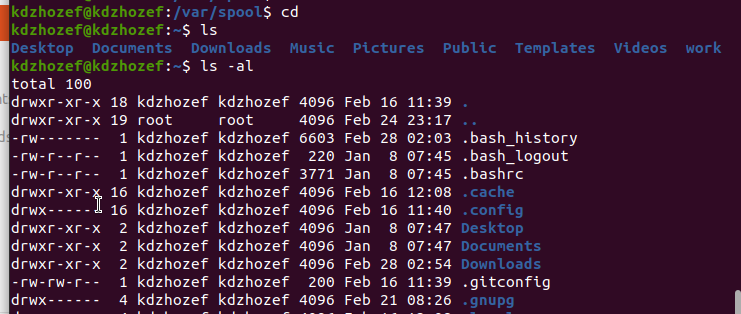 kdzhozef@kdzhozef:/var/spool$ cd
kdzhozef@kdzhozef:~$ ls
Desktop  Documents  Downloads  Music  Pictures  Public  Templates  Videos  work
kdzhozef@kdzhozef:~$ ls -al
total 100
drwxr-xr-x 18 kdzhozef kdzhozef 4096 Feb 16 11:39 .
drwxr-xr-x 19 root     root     4096 Feb 24 23:17 ..
-rw-------  1 kdzhozef kdzhozef 6603 Feb 28 02:03 .bash_history
-rw-r--r--  1 kdzhozef kdzhozef  220 Jan  8 07:45 .bash_logout
-rw-r--r--  1 kdzhozef kdzhozef 3771 Jan  8 07:45 .bashrc
drwxr-xr-x 16 kdzhozef kdzhozef 4096 Feb 16 12:08 .cache
drwx------ 16 kdzhozef kdzhozef 4096 Feb 16 11:40 .config
drwxr-xr-x  2 kdzhozef kdzhozef 4096 Jan  8 07:47 Desktop
drwxr-xr-x  2 kdzhozef kdzhozef 4096 Jan  8 07:47 Documents
drwxr-xr-x  2 kdzhozef kdzhozef 4096 Feb 28 02:54 Downloads
-rw-rw-r--  1 kdzhozef kdzhozef  200 Feb 16 11:39 .gitconfig
drwx------  4 kdzhozef kdzhozef 4096 Feb 21 08:26 .gnupg